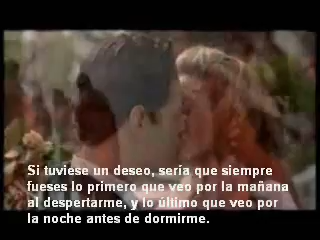 Si tuviese un deseo, sería que siempre
fueses lo primero que veo por la mañana
al despertarme, y lo último que veo por
la noche antes de dormirme.